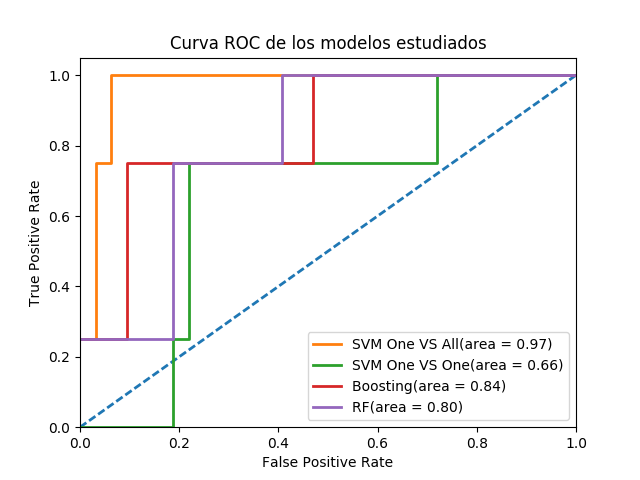 Curva ROC de los modelos estudiados
1.0
0.8
0.6
0.4
0.2
0.0
True Positive Rate
SVM One VS All(area = 0.97)
SVM One VS One(area = 0.66)
Boosting(area = 0.84)
RF(area = 0.80)
0.0 0.2 0.4 0.6 0.8 1.0
False Positive Rate